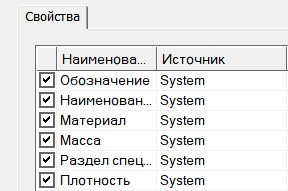 Свойства
Наименова... Источник
Обозначение System
Наименован... System
Материал System
Масса System
Раздел спец... System
Плотность System